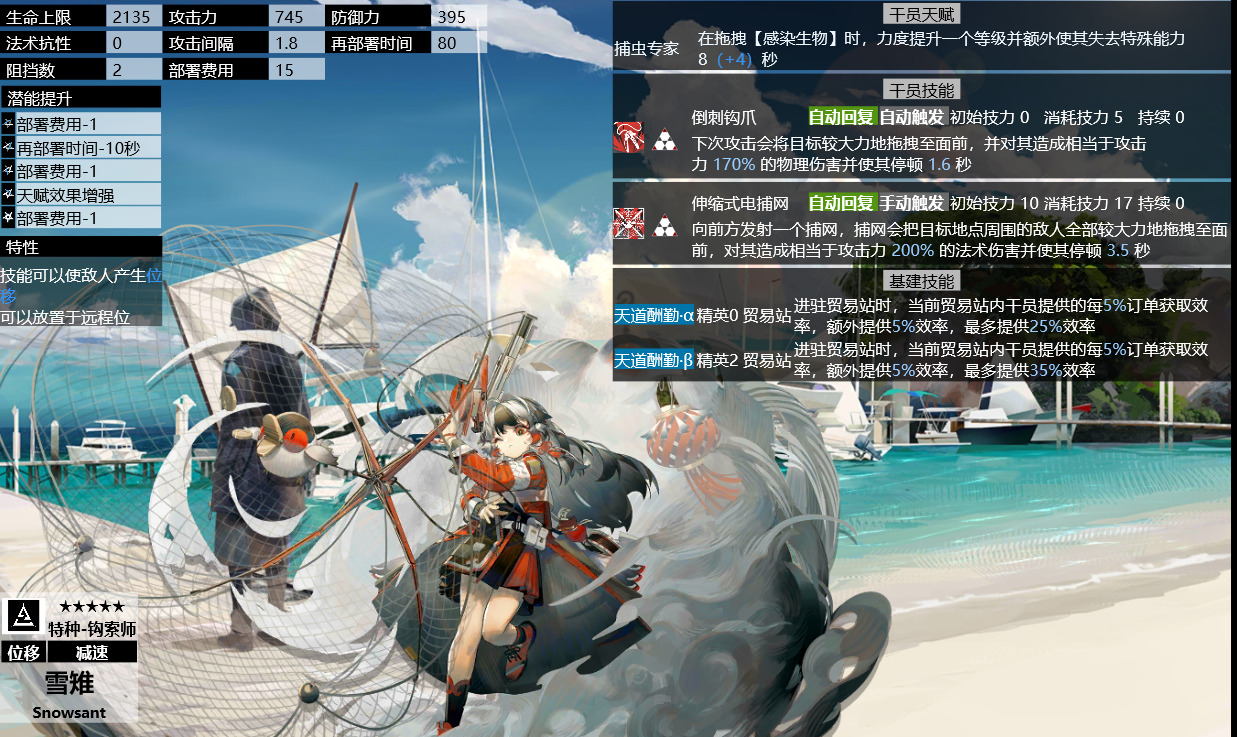 生命上限 2135 攻击力 745 防御力 395
法术抗性 0 攻击间隔 1.8 再部署时间 80
阻挡数 2 部署费用 15
潜能提升
部署费用-1
再部署时间-10秒
部署费用-1
天赋效果增强
部署费用-1
特性
技能可以使敌人产生位
移
可以放置于远程位
干员天赋
捕虫专家 在拖拽【感染生物】时，力度提升一个等级并额外使其失去特殊能力
8（+4）秒
干员技能
倒刺钩爪 自动回复 自动触发 初始技力 0 消耗技力 5 持续 0
下次攻击会将目标较大力地拖拽至面前，并对其造成相当于攻击
力 170% 的物理伤害并使其停顿 1.6 秒
伸缩式电捕网 自动回复 手动触发 初始技力 10 消耗技力 17 持续 0
向前方发射一个捕网，捕网会把目标地点周围的敌人全部较大力地拖拽至面
前，对其造成相当于攻击力 200% 的法术伤害并使其停顿 3.5 秒
基建技能
天道酬勤·α 精英0 贸易站 进驻贸易站时，当前贸易站内干员提供的每5%订单获取效
率，额外提供5%效率，最多提供25%效率
天道酬勤·β 精英2 贸易站 进驻贸易站时，当前贸易站内干员提供的每5%订单获取效
率，额外提供5%效率，最多提供35%效率
★★★★★
特种-钩索师
位移 减速
雪雉
Snowsant